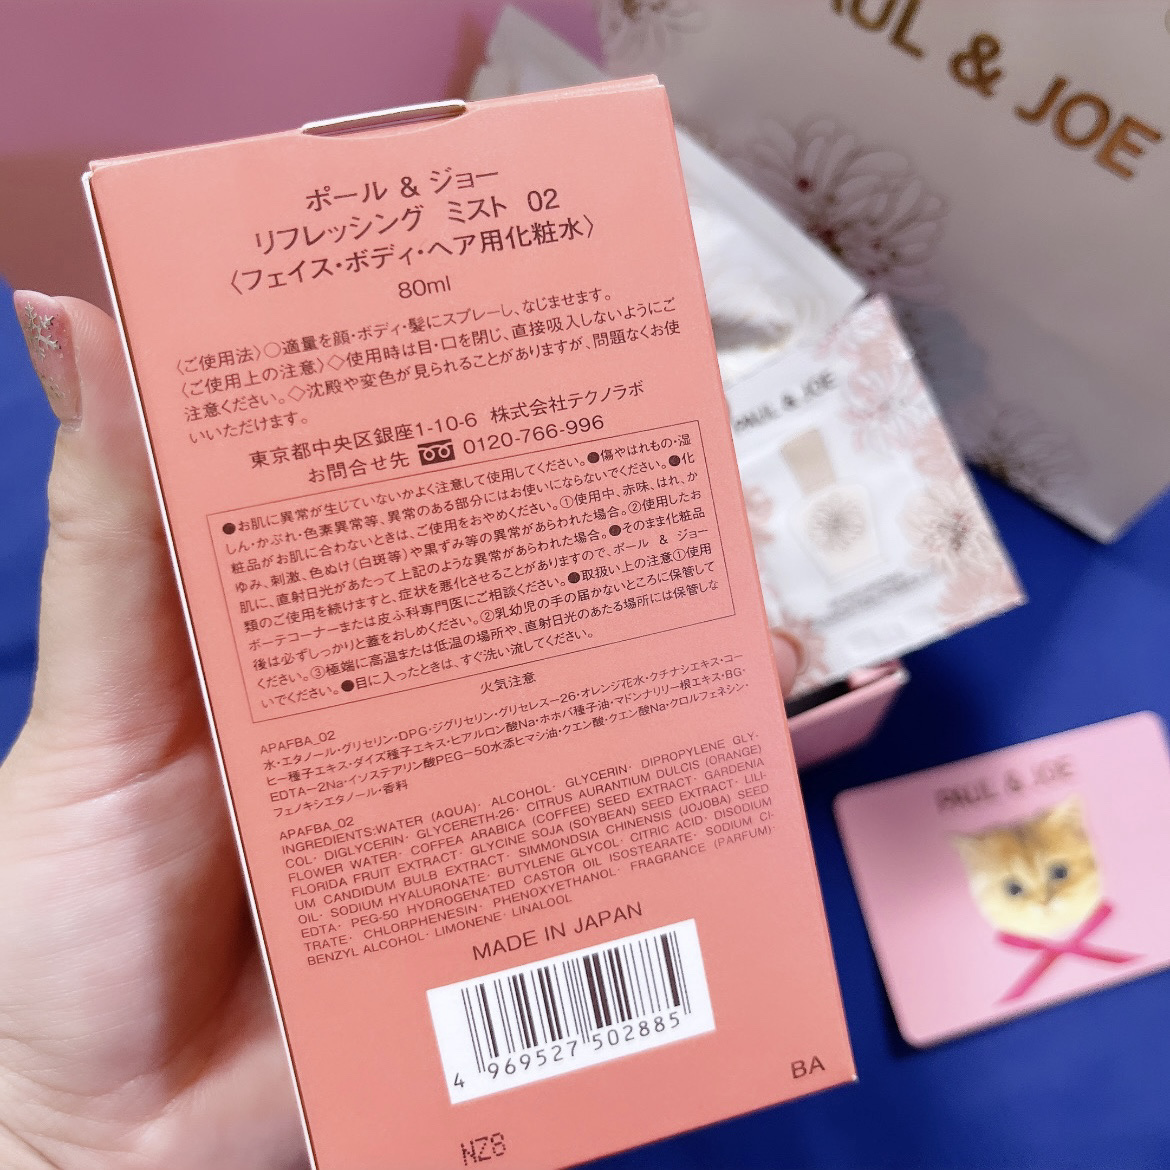 ポール & ジョー
リフレッシング ミスト 02
〈フェイス・ボディ・ヘア用化粧水〉
80ml
〈ご使用法〉○適量を顔・ボディ・髪にスプレーし、なじませます。
〈ご使用上の注意〉◇使用時は目・口を閉じ、直接吸入しないようにご
注意ください。◇沈殿や変色が見られることがありますが、問題なくお使
いいただけます。
東京都中央区銀座1-10-6 株式会社テクノラボ
お問合せ先 0120-766-996
●お肌に異常が生じていないかよく注意して使用してください。●傷やはれもの・湿
しん・かぶれ・色素異常等、異常のある部分にはお使いにならないでください。●化
粧品がお肌に合わないときは、ご使用をおやめください。①使用中、赤味、はれ、か
ゆみ、刺激、色ぬけ(白斑等)や黒ずみ等の異常があらわれた場合。②使用したお
肌に、直射日光があたって上記のような異常があらわれた場合。●そのまま化粧品
類のご使用を続けますと、症状を悪化させることがありますので、ポール & ジョー
ボーテコーナーまたは皮ふ科専門医にご相談ください。●取扱い上の注意①使用
後は必ずしっかりと蓋をおしめください。②乳幼児の手の届かないところに保管して
ください。③極端に高温または低温の場所や、直射日光のあたる場所には保管しな
いでください。●目に入ったときは、すぐ洗い流してください。
火気注意
APAFBA_02
水・エタノール・グリセリン・DPG・ジグリセリン・グリセレス-26・オレンジ花水・クチナシエキス・コー
ヒー種子エキス・ダイズ種子エキス・ヒアルロン酸Na・ホホバ種子油・マドンナリリー根エキス・BG・
EDTA-2Na・イソステアリン酸PEG-50水添ヒマシ油・クエン酸・クエン酸Na・クロルフェネシン・
フェノキシエタノール・香料
APAFBA_02
INGREDIENTS:WATER (AQUA)· ALCOHOL· GLYCERIN· DIPROPYLENE GLY-
COL· DIGLYCERIN· GLYCERETH-26· CITRUS AURANTIUM DULCIS (ORANGE)
FLOWER WATER· COFFEA ARABICA (COFFEE) SEED EXTRACT· GARDENIA
FLORIDA FRUIT EXTRACT· GLYCINE SOJA (SOYBEAN) SEED EXTRACT· LILI-
UM CANDIDUM BULB EXTRACT· SIMMONDSIA CHINENSIS (JOJOBA) SEED
OIL· SODIUM HYALURONATE· BUTYLENE GLYCOL· CITRIC ACID· DISODIUM
EDTA· PEG-50 HYDROGENATED CASTOR OIL ISOSTEARATE· SODIUM CI-
TRATE· CHLORPHENESIN· PHENOXYETHANOL· FRAGRANCE (PARFUM)·
BENZYL ALCOHOL· LIMONENE· LINALOOL
MADE IN JAPAN
4 969527 502885
BA
NZ8
PAUL & JOE
PAUL & JOE
PAUL & JOE